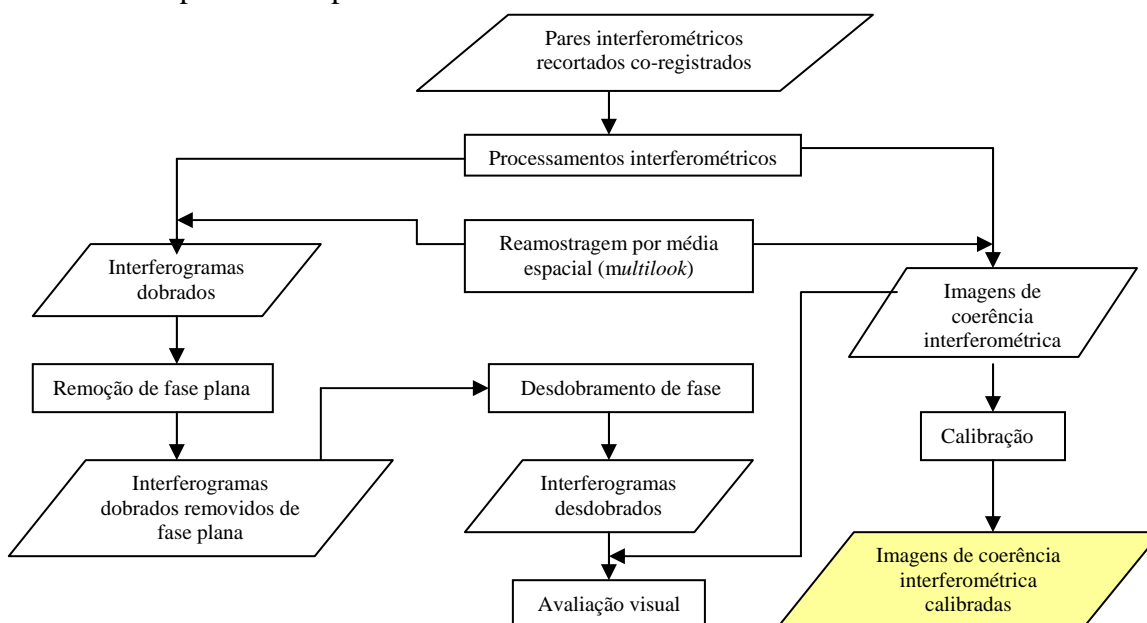 Pares interferométricos
recortados co-registrados
Processamentos interferométricos
Reamostragem por média
espacial (multilook)
Interferogramas
dobrados
Imagens de
coerência
interferométrica
Remoção de fase plana
Desdobramento de fase
Calibração
Interferogramas
dobrados removidos de
fase plana
Interferogramas
desdobrados
Avaliação visual
Imagens de coerência
interferométrica
calibradas